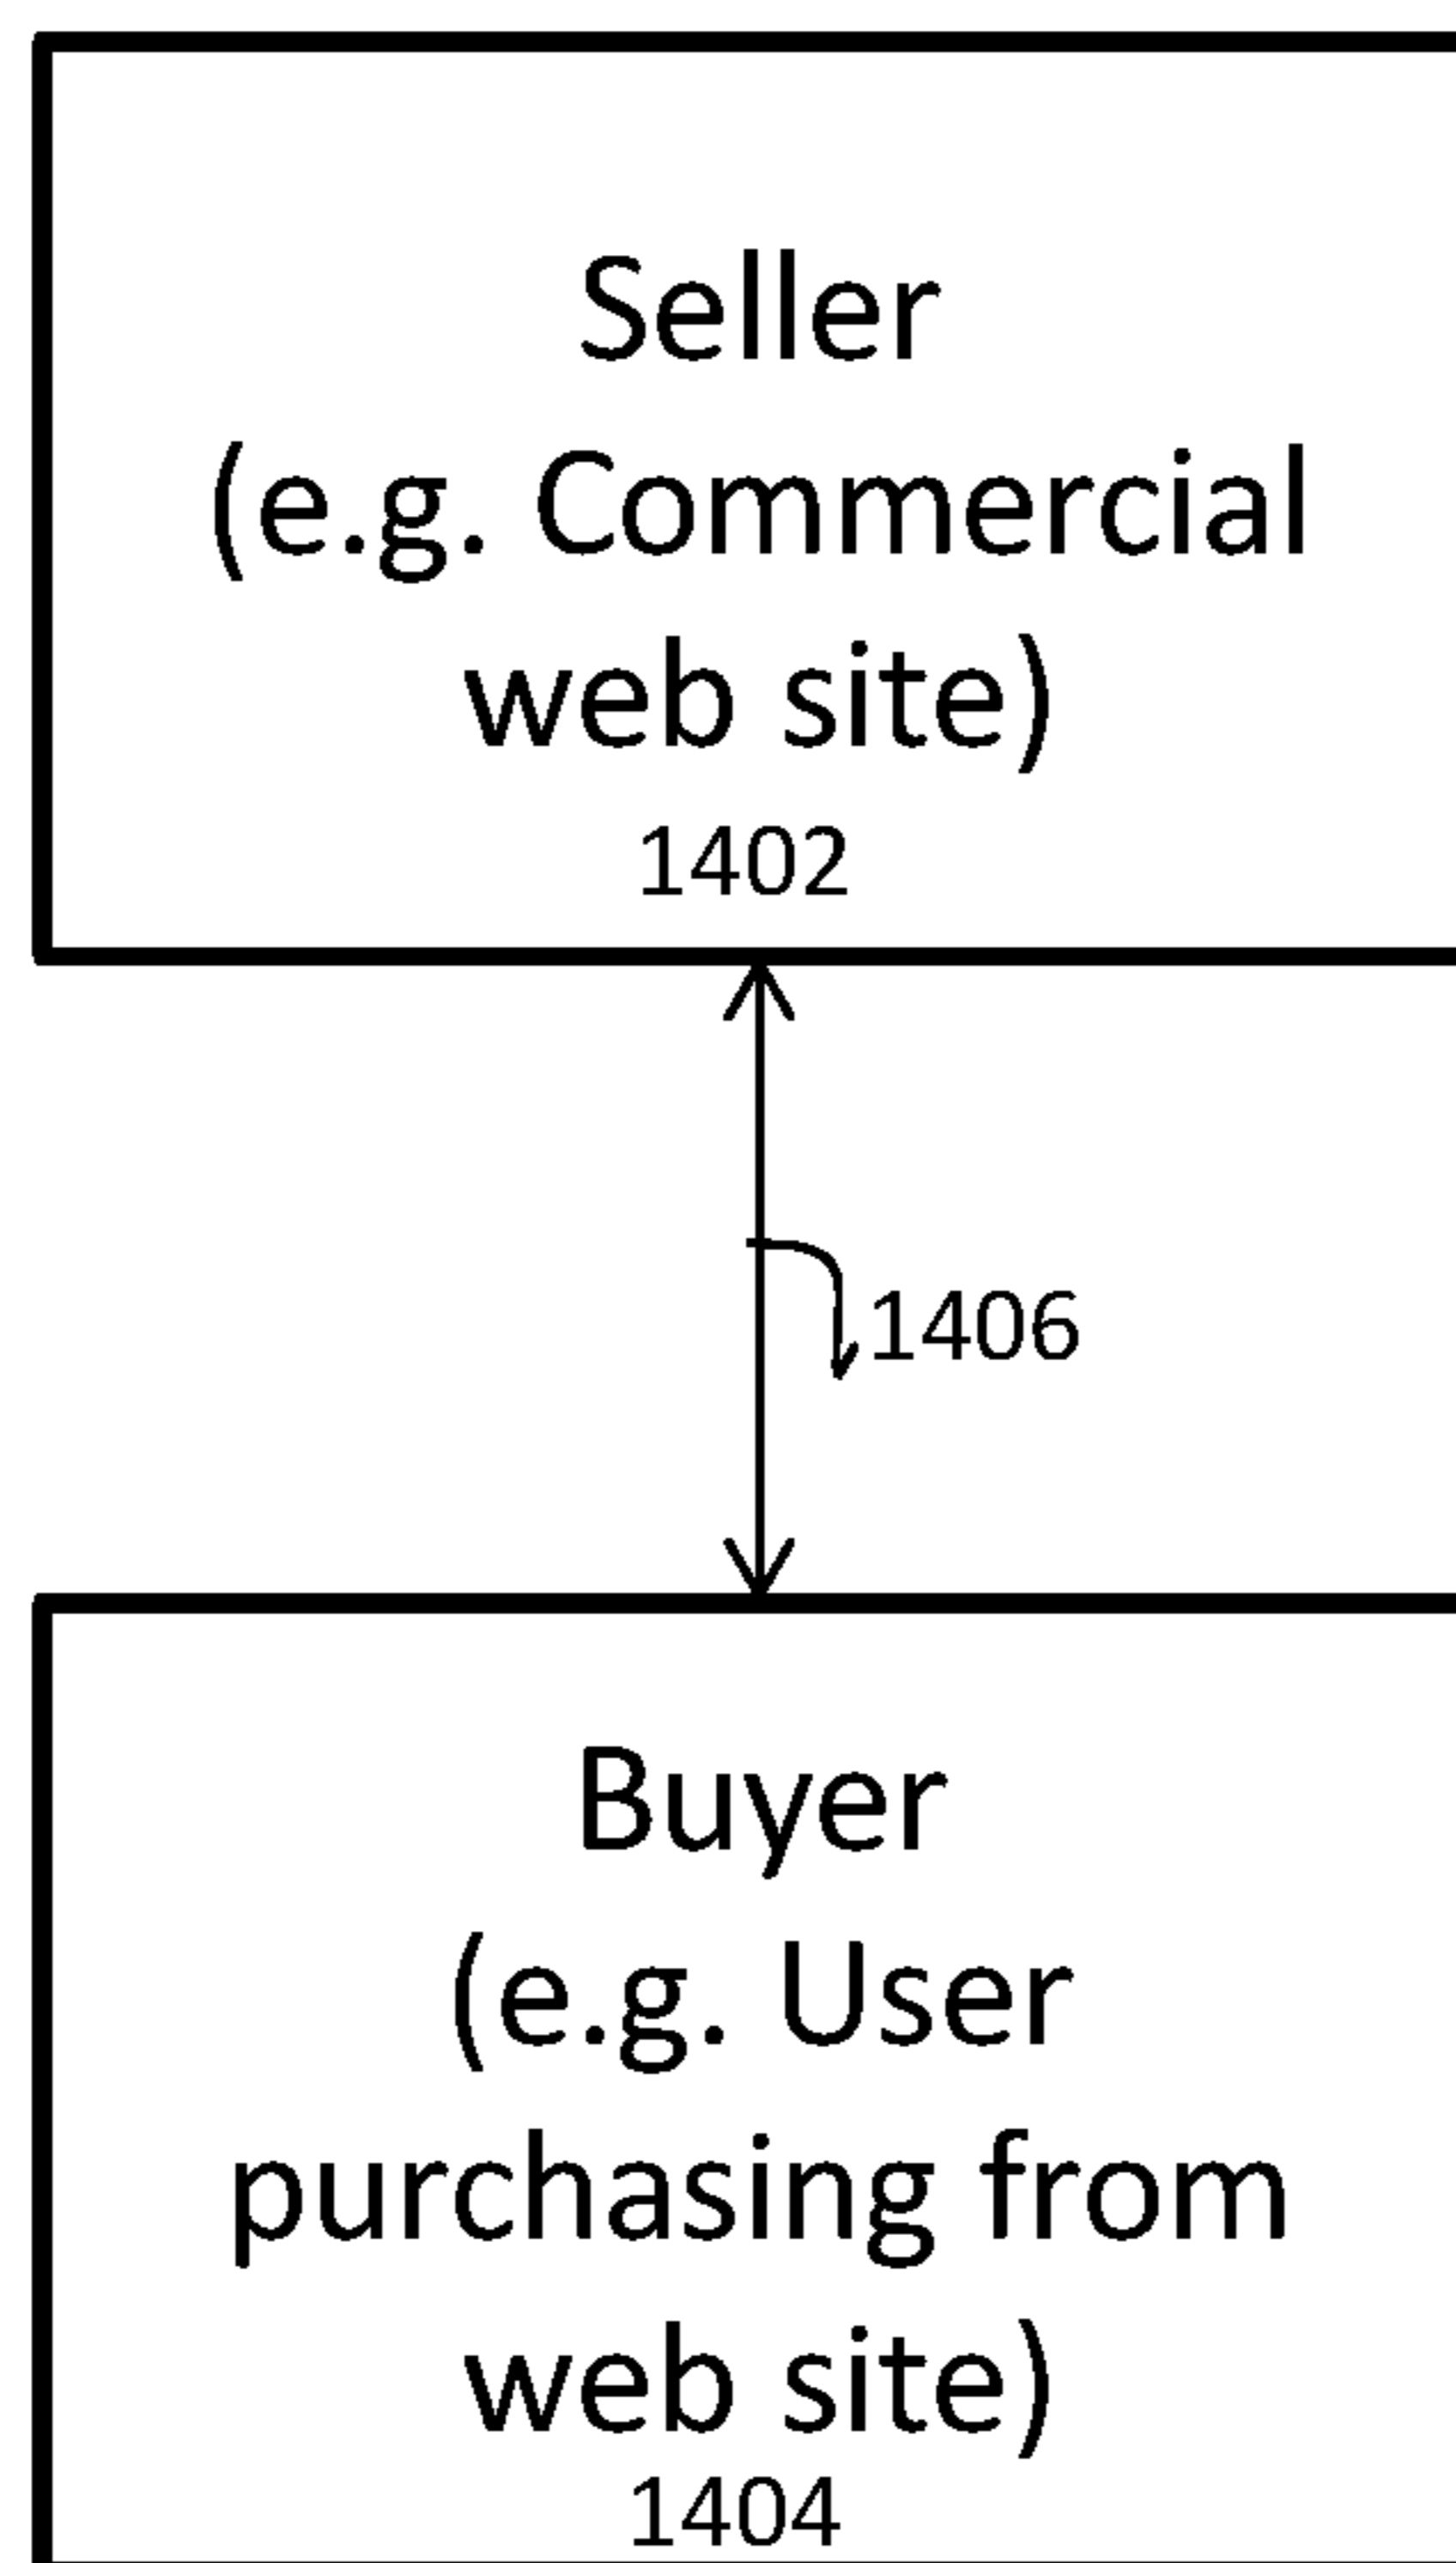 Seller
(e.g. Commercial
web site)
1402
1406
Buyer
(e.g. User
purchasing from
web site)
1404